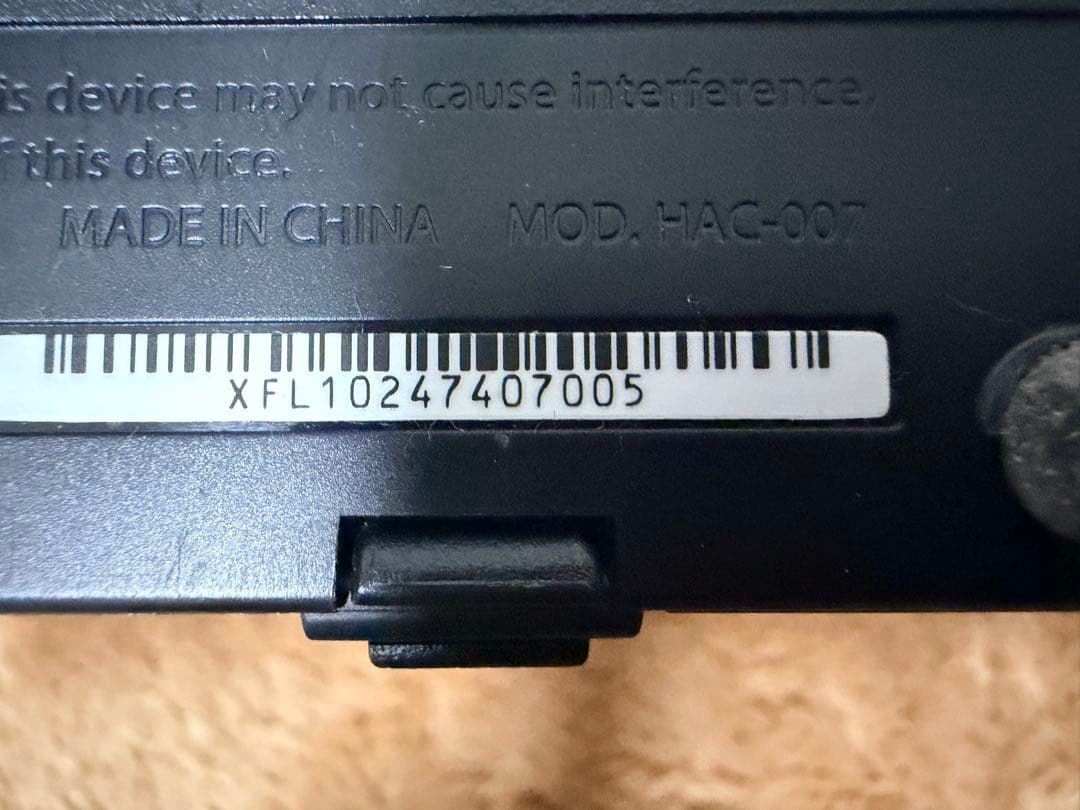 is device may not cause interference.
f this device.
MADE IN CHINA MOD. HAC-007
XFL10247407005